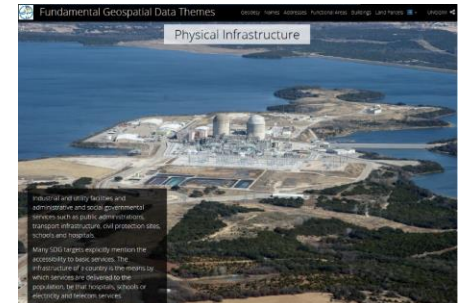 Fundamental Geospatial Data Themes
Geodesy Names Addresses Functional Areas Buildings Land Parcels
Physical Infrastructure
Industrial and utility facilities and
administrative and social governmental
services such as public administrations,
transport infrastructure, civil protection sites,
schools and hospitals.
Many SDG targets explicitly mention the
accessibility to basic services. The
infrastructure of a country is the means by
which services are delivered to the
population, be that hospitals, schools or
electricity and telecom services